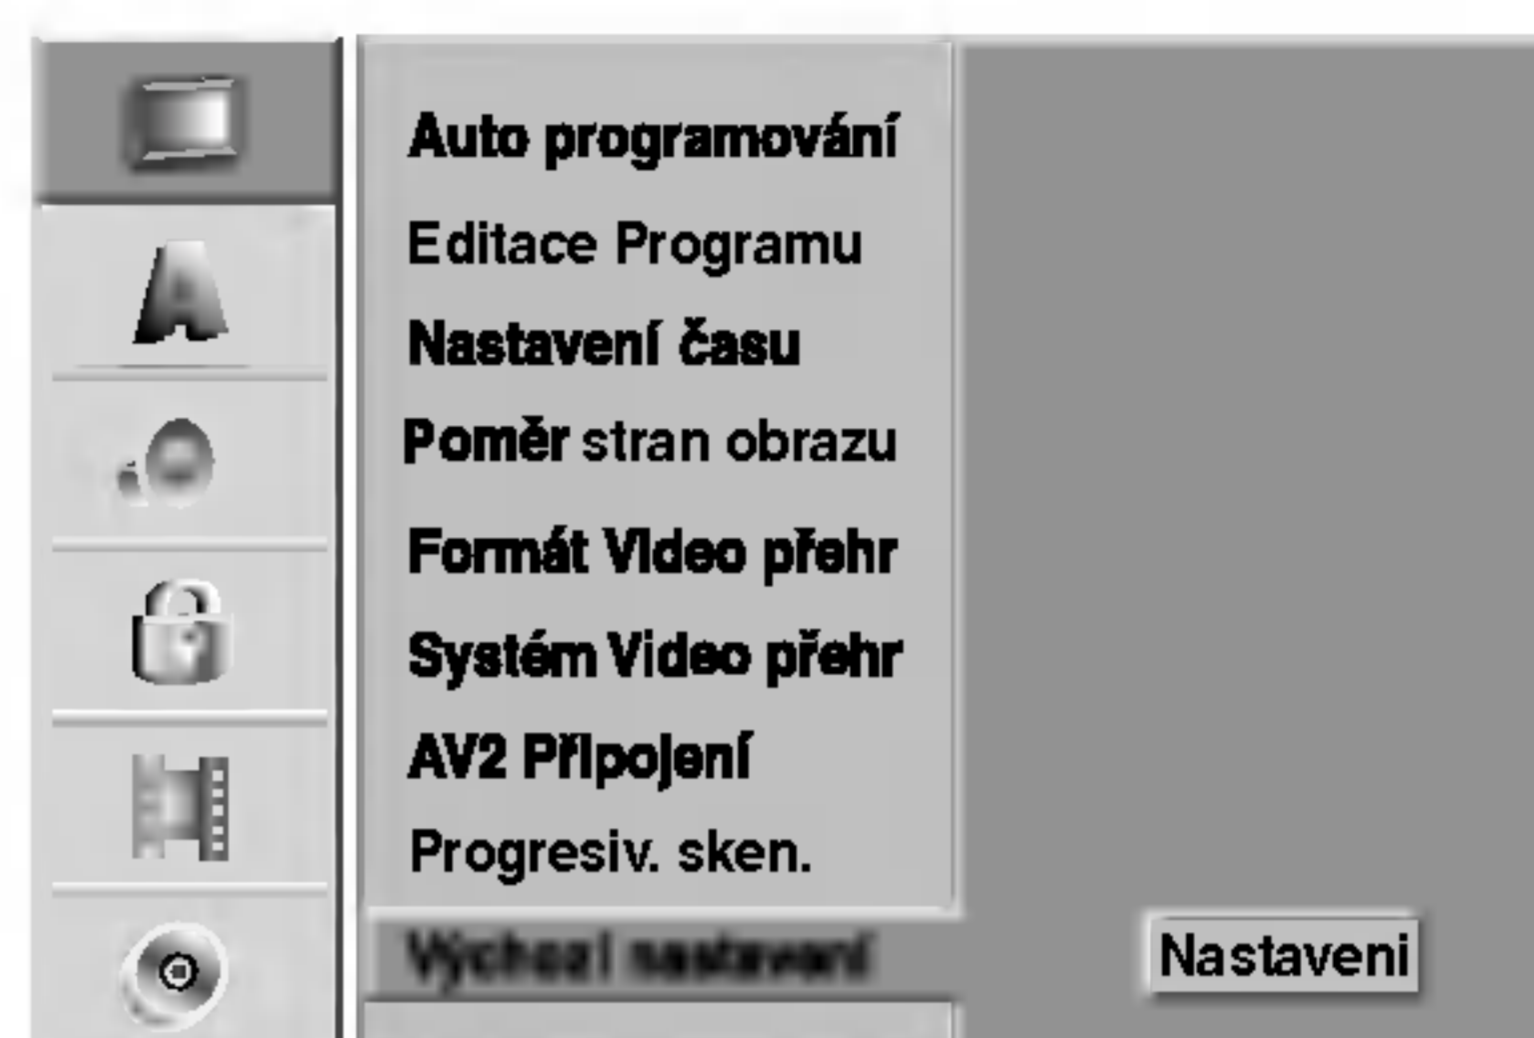 Auto programování
Editace Programu
Nastavení času
Poměr stran obrazu
Formát Video přehr
Systém Video přehr
AV2 Připojení
Progresiv. sken.
Výchozí nastavení
Nastaveni